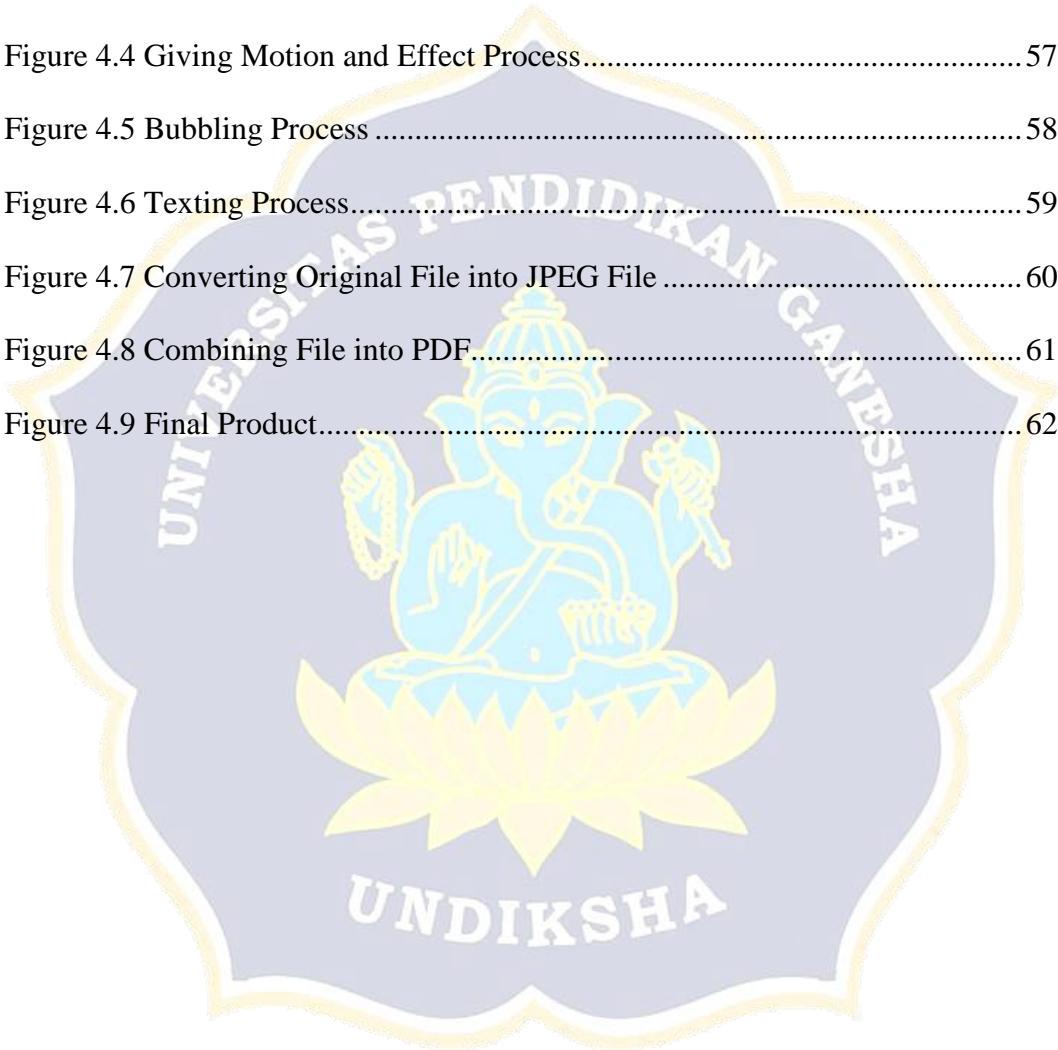 Figure 4.4 Giving Motion and Effect Process.......................................................................57
Figure 4.5 Bubbling Process ..............................................................................................58
Figure 4.6 Texting Process.................................................................................................59
Figure 4.7 Converting Original File into JPEG File ..........................................................60
Figure 4.8 Combining File into PDF..................................................................................61
Figure 4.9 Final Product.....................................................................................................62
UNIVERSITAS PENDIDIKAN GANESHA
UNDIKSHA